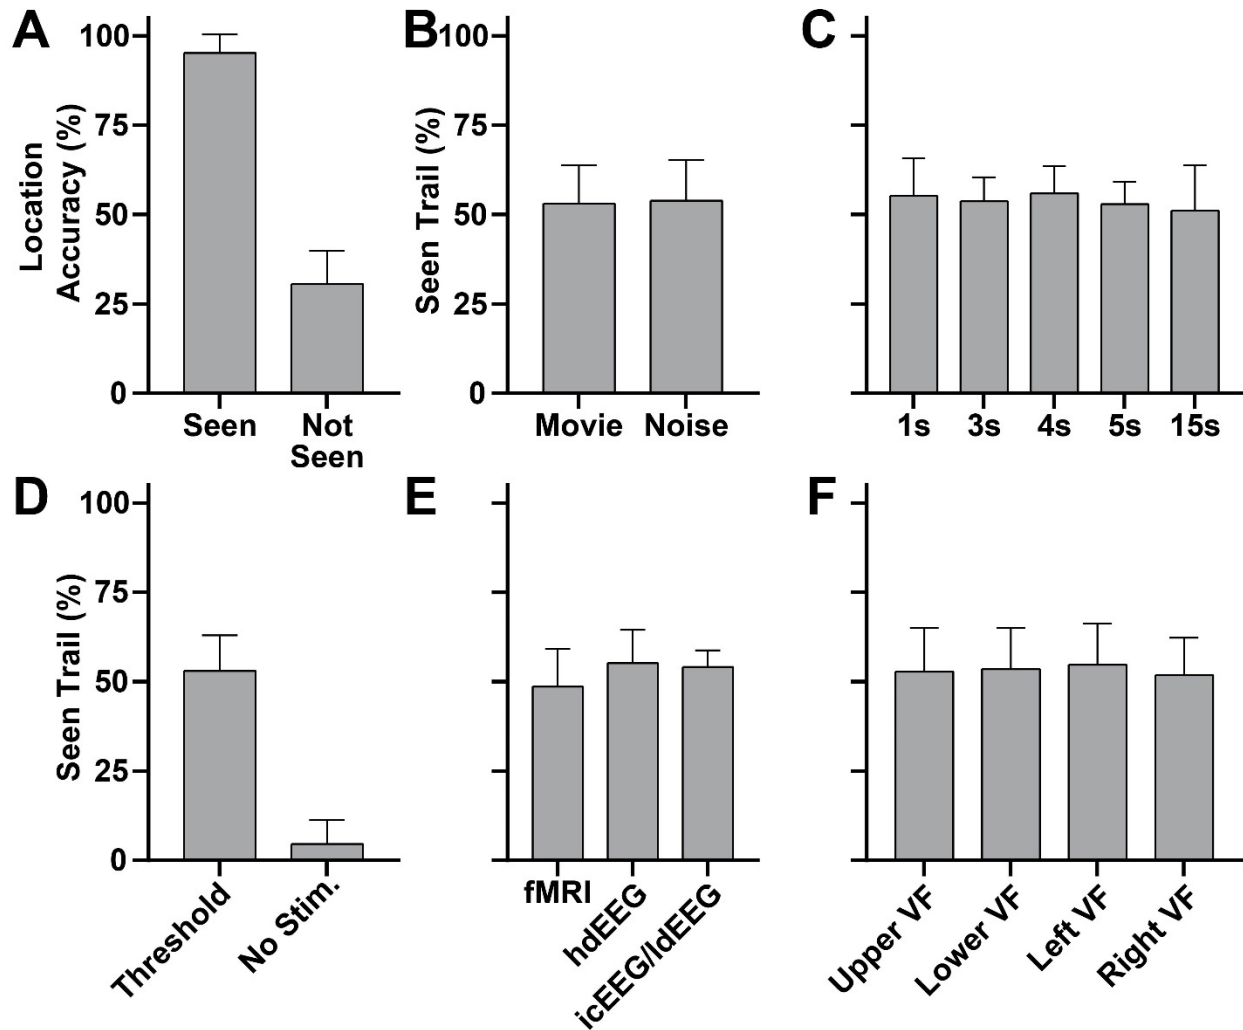 A
Location
Accuracy (%)
100
75
50
25
0
Seen
Not
Seen
B
Seen Trail (%)
100
75
50
25
0
Movie
Noise
C
1s
3s
4s
5s
15s
D
Seen Trail (%)
100
75
50
25
0
Threshold
No Stim.
E
fMRI
hdEEG
icEEG/ldEEG
F
Upper VF
Lower VF
Left VF
Right VF